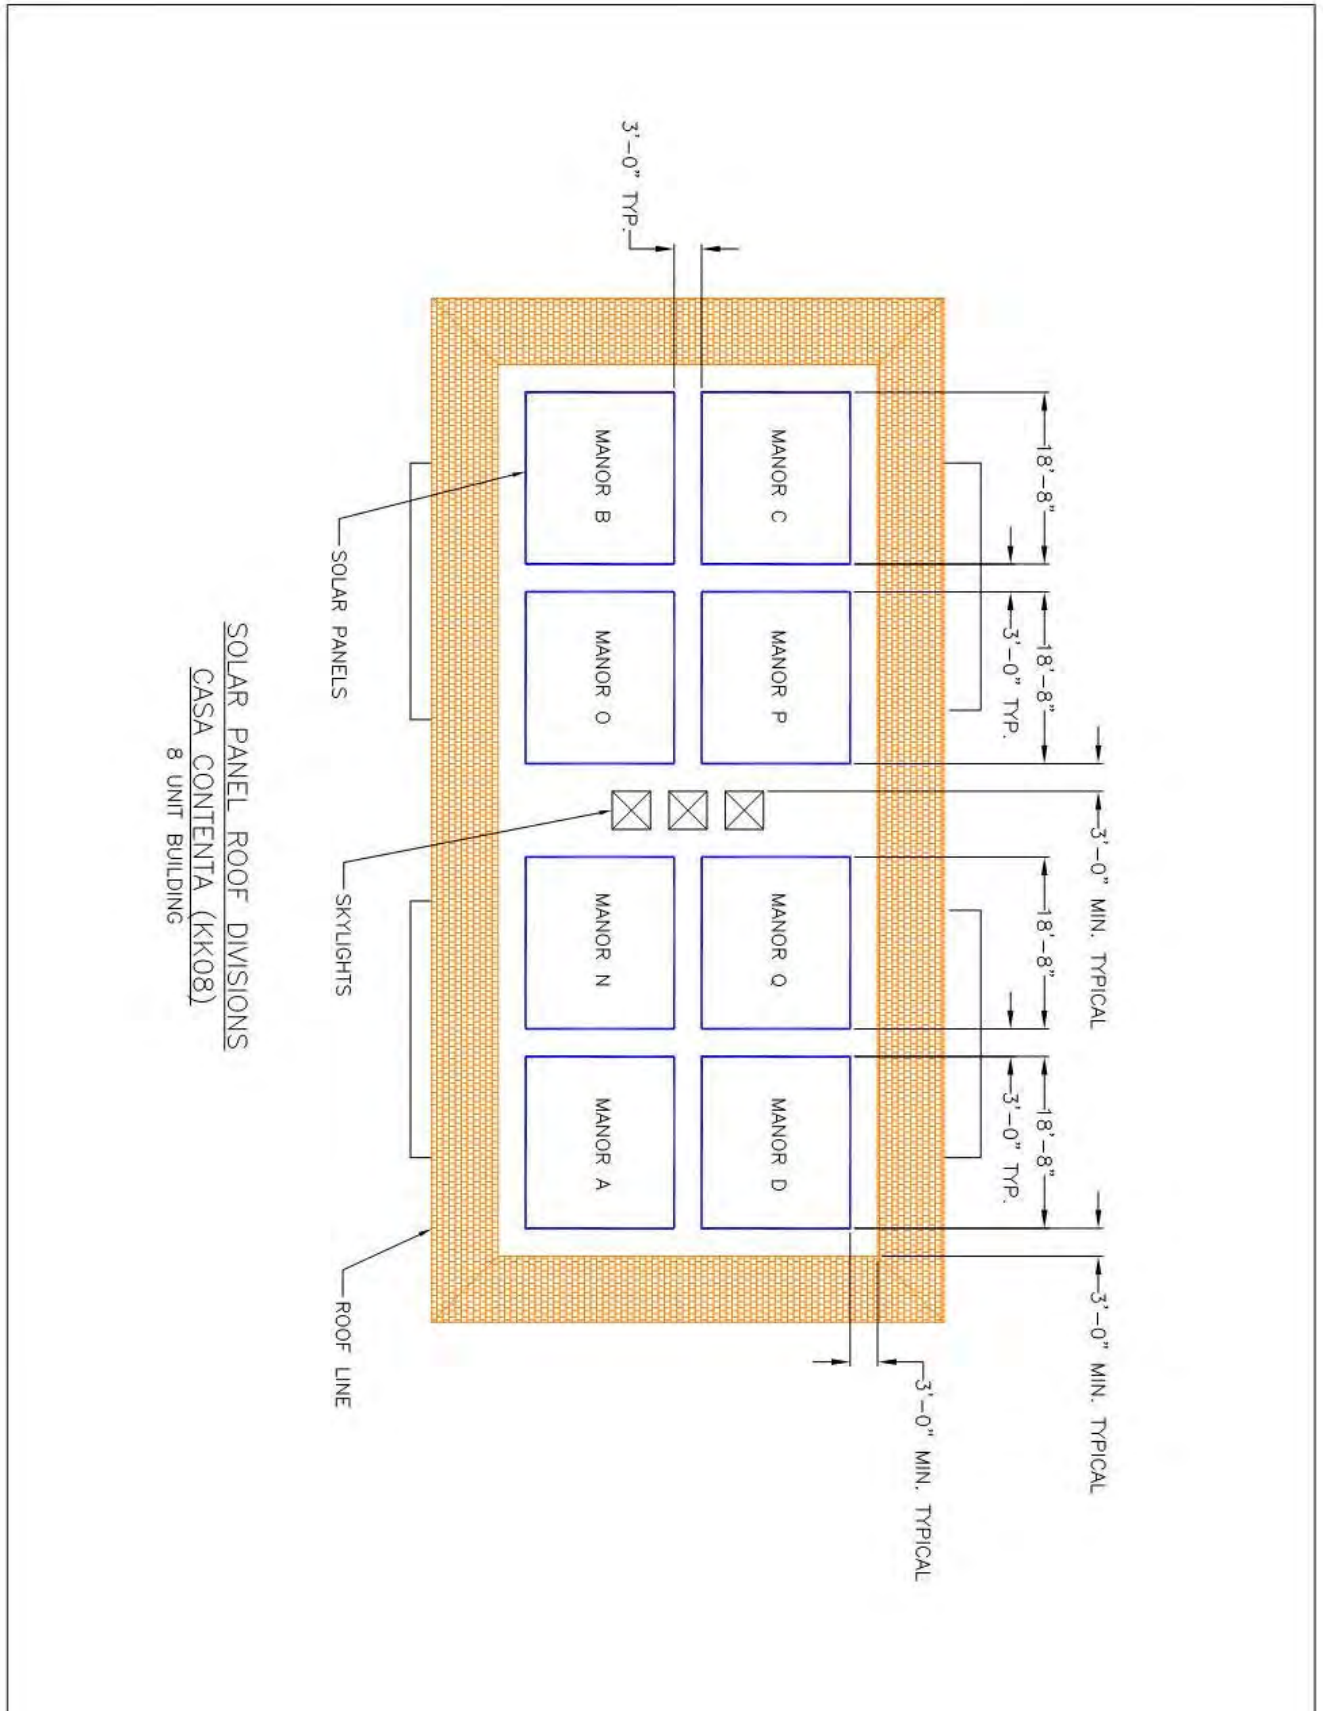 3'-0" MIN. TYPICAL
3'-0" MIN. TYPICAL
18'-8"
18'-8"
18'-8"
18'-8"
3'-0" TYP.
3'-0" TYP.
3'-0" MIN. TYPICAL
MANOR C
MANOR P
MANOR Q
MANOR D
3'-0" TYP.
MANOR B
MANOR O
MANOR N
MANOR A
SOLAR PANELS
SKYLIGHTS
ROOF LINE
SOLAR PANEL ROOF DIVISIONS
CASA CONTENTA (KK08)
8 UNIT BUILDING